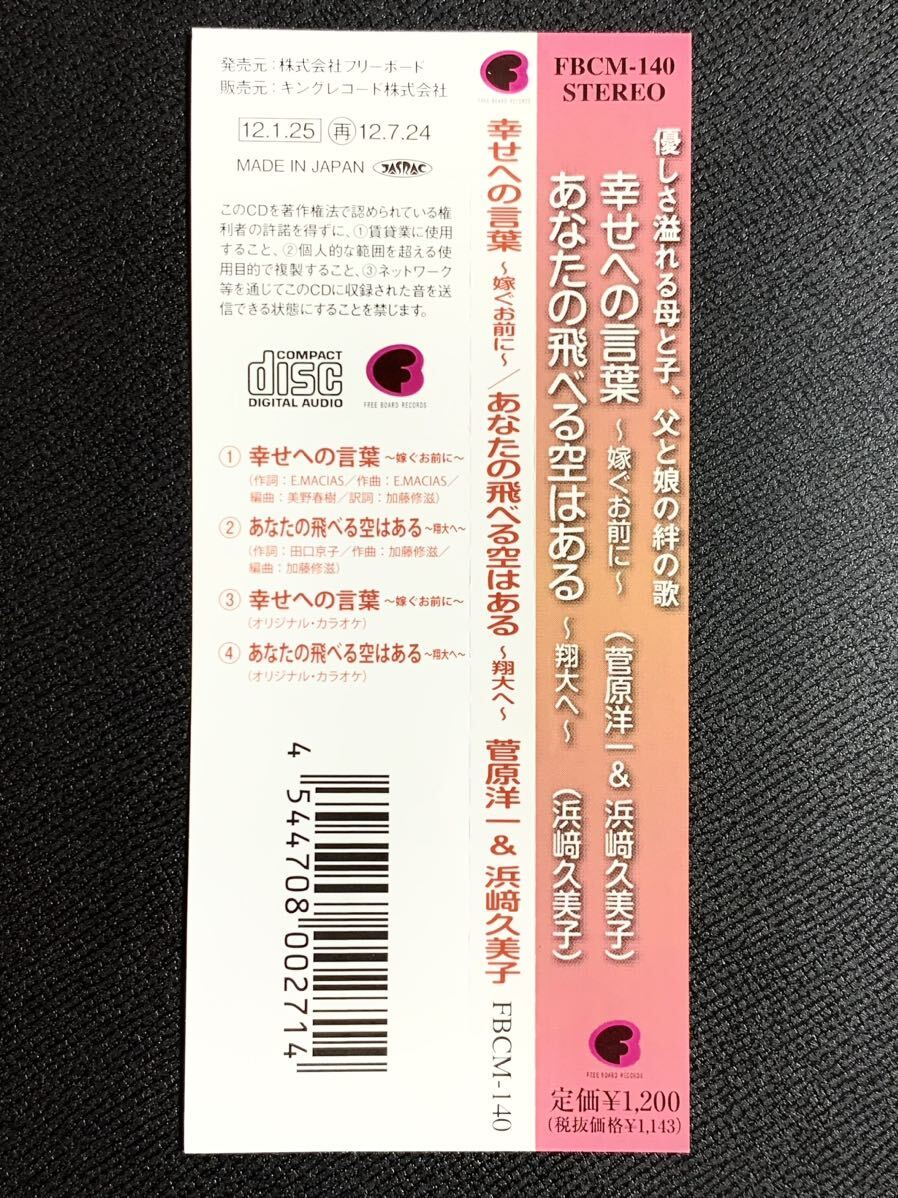 発売元：株式会社フリーボード
販売元：キングレコード株式会社
12.1.25 再 12.7.24
MADE IN JAPAN JASRAC
このCDを著作権法で認められている権
利者の許諾を得ずに、①賃貸業に使用
すること、②個人的な範囲を超える使
用目的で複製すること、③ネットワーク
等を通じてこのCDに収録された音を送
信できる状態にすることを禁じます。
COMPACT
disc
DIGITAL AUDIO
FREE BOARD RECORDS
① 幸せへの言葉 〜嫁ぐお前に〜
(作詞：E.MACIAS／作曲：E.MACIAS／
編曲：美野春樹／訳詞：加藤修滋)
② あなたの飛べる空はある 〜翔大へ〜
(作詞：田口京子／作曲：加藤修滋／
編曲：加藤修滋)
③ 幸せへの言葉 〜嫁ぐお前に〜
(オリジナル・カラオケ)
④ あなたの飛べる空はある 〜翔大へ〜
(オリジナル・カラオケ)
4 544708 002714
FREE BOARD RECORDS
幸せへの言葉 〜嫁ぐお前に〜／あなたの飛べる空はある 〜翔大へ〜 菅原洋一 & 浜﨑久美子 FBCM-140
FBCM-140
STEREO
優しさ溢れる母と子、父と娘の絆の歌
幸せへの言葉 〜嫁ぐお前に〜 (菅原洋一 & 浜﨑久美子)
あなたの飛べる空はある 〜翔大へ〜 (浜﨑久美子)
FREE BOARD RECORDS
定価¥1,200
(税抜価格¥1,143)